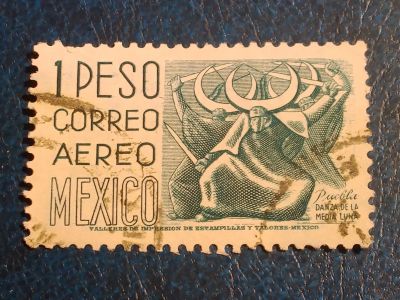 1 PESO
CORREO
AEREO
MEXICO
Puebla
DANZA DE LA
MEDIA LUNA
TALLERES DE IMPRESION DE ESTAMPILLAS Y VALORES-MEXICO